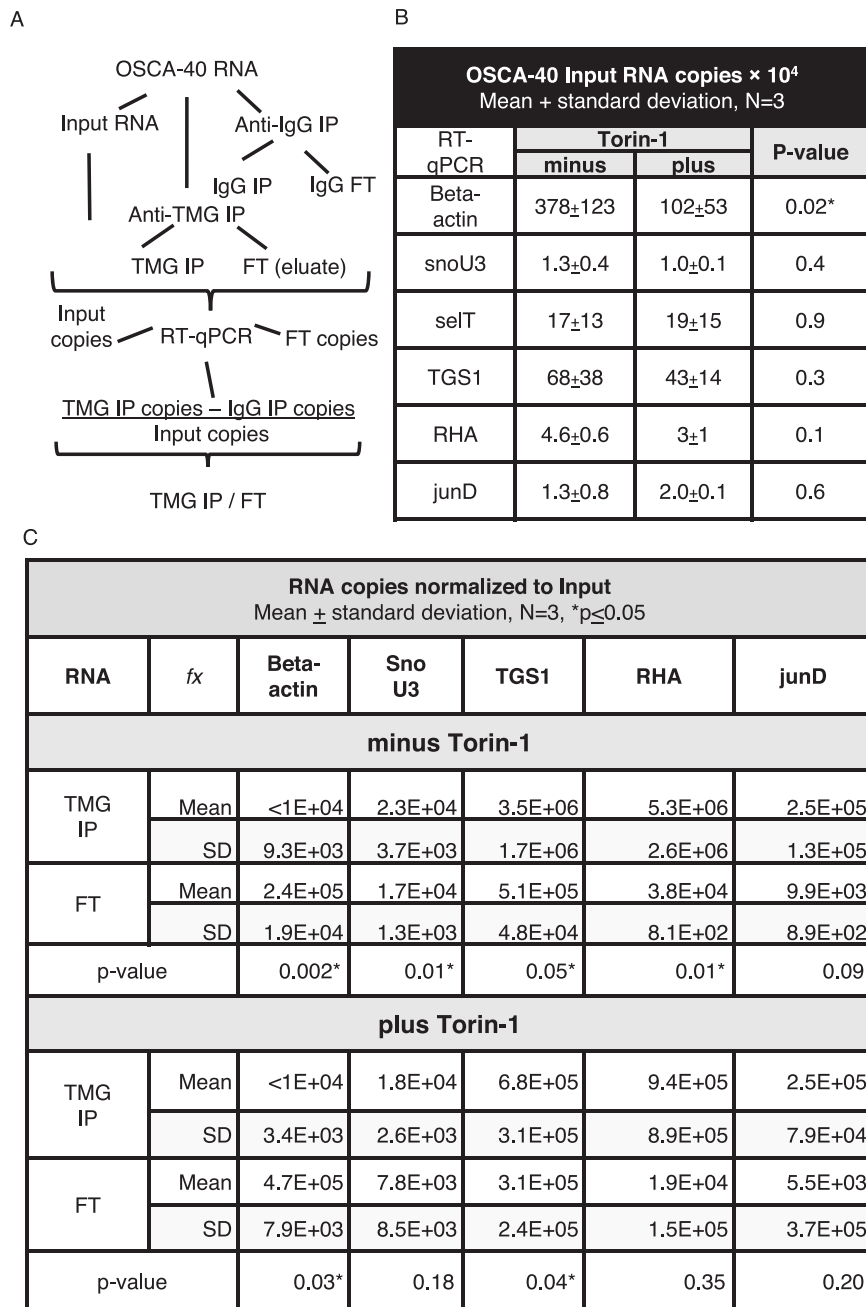 A
OSCA-40 RNA
Input RNA Anti-IgG IP
IgG IP IgG FT
Anti-TMG IP
TMG IP FT (eluate)
Input
copies RT-qPCR FT copies
TMG IP copies – IgG IP copies
Input copies
TMG IP / FT
B
OSCA-40 Input RNA copies × 10⁴
Mean + standard deviation, N=3
RT-
qPCR Torin-1 P-value
minus plus
Beta-
actin 378±123 102±53 0.02*
snoU3 1.3±0.4 1.0±0.1 0.4
selT 17±13 19±15 0.9
TGS1 68±38 43±14 0.3
RHA 4.6±0.6 3±1 0.1
junD 1.3±0.8 2.0±0.1 0.6
C
RNA copies normalized to Input
Mean ± standard deviation, N=3, *p≤0.05
RNA fx Beta-
actin Sno
U3 TGS1 RHA junD
minus Torin-1
TMG
IP Mean <1E+04 2.3E+04 3.5E+06 5.3E+06 2.5E+05
SD 9.3E+03 3.7E+03 1.7E+06 2.6E+06 1.3E+05
FT Mean 2.4E+05 1.7E+04 5.1E+05 3.8E+04 9.9E+03
SD 1.9E+04 1.3E+03 4.8E+04 8.1E+02 8.9E+02
p-value 0.002* 0.01* 0.05* 0.01* 0.09
plus Torin-1
TMG
IP Mean <1E+04 1.8E+04 6.8E+05 9.4E+05 2.5E+05
SD 3.4E+03 2.6E+03 3.1E+05 8.9E+05 7.9E+04
FT Mean 4.7E+05 7.8E+03 3.1E+05 1.9E+04 5.5E+03
SD 7.9E+03 8.5E+03 2.4E+05 1.5E+05 3.7E+05
p-value 0.03* 0.18 0.04* 0.35 0.20